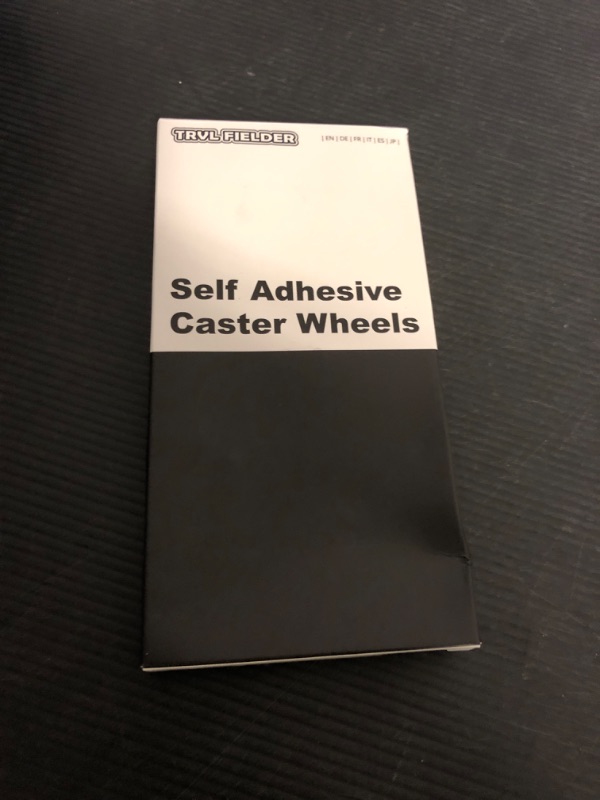 TRVL FIELDER
| EN | DE | FR | IT | ES | JP |
Self Adhesive
Caster Wheels